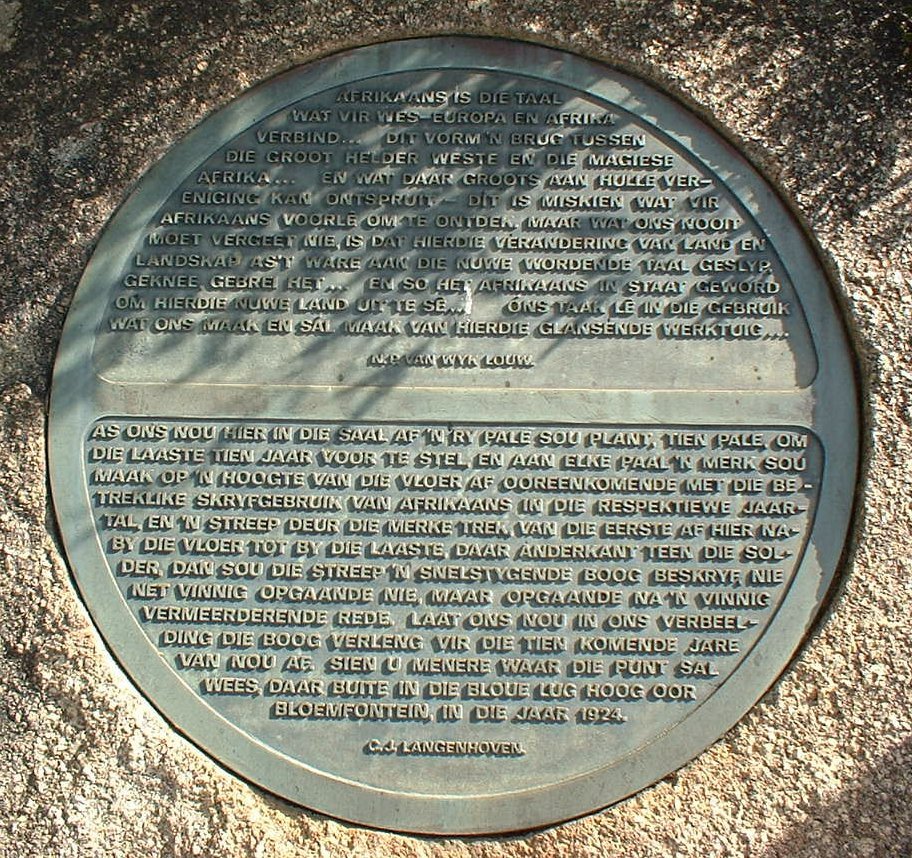 AFRIKAANS IS DIE TAAL
WAT VIR WES-EUROPA EN AFRIKA
VERBIND... DIT VORM 'N BRUG TUSSEN
DIE GROOT HELDER WESTE EN DIE MAGIESE
AFRIKA... EN WAT DAAR GROOTS AAN HULLE VER-
ENIGING KAN ONTSPRUIT - DIT IS MISKIEN WAT VIR
AFRIKAANS VOORLÊ OM TE ONTDEK. MAAR WAT ONS NOOIT
MOET VERGEET NIE, IS DAT HIERDIE VERANDERING VAN LAND EN
LANDSKAP AS'T WARE AAN DIE NUWE WORDENDE TAAL GESLYP,
GEKNEE, GEBREI HET... EN SO HET AFRIKAANS IN STAAT GEWORD
OM HIERDIE NUWE LAND UIT TE SÊ... ONS TAAK LÊ IN DIE GEBRUIK
WAT ONS MAAK EN SAL MAAK VAN HIERDIE GLANSENDE WERKTUIG....
N.P. VAN WYK LOUW.
AS ONS NOU HIER IN DIE SAAL AF 'N RY PALE SOU PLANT, TIEN PALE, OM
DIE LAASTE TIEN JAAR VOOR TE STEL, EN AAN ELKE PAAL 'N MERK SOU
MAAK OP 'N HOOGTE VAN DIE VLOER AF OOREENKOMENDE MET DIE BE-
TREKLIKE SKRYFGEBRUIK VAN AFRIKAANS IN DIE RESPEKTIEWE JAAR-
TAL, EN 'N STREEP DEUR DIE MERKE TREK, VAN DIE EERSTE AF HIER NA-
BY DIE VLOER TOT BY DIE LAASTE, DAAR ANDERKANT TEEN DIE SOL-
DER, DAN SOU DIE STREEP 'N SNELSTYGENDE BOOG BESKRYF, NIE
NET VINNIG OPGAANDE NIE, MAAR OPGAANDE NA 'N VINNIG
VERMEERDERENDE REDE. LAAT ONS NOU IN ONS VERBEEL-
DING DIE BOOG VERLENG VIR DIE TIEN KOMENDE JARE
VAN NOU AF. SIEN U MENERE WAAR DIE PUNT SAL
WEES, DAAR BUITE IN DIE BLOUE LUG HOOG OOR
BLOEMFONTEIN, IN DIE JAAR 1924.
C.J. LANGENHOVEN.